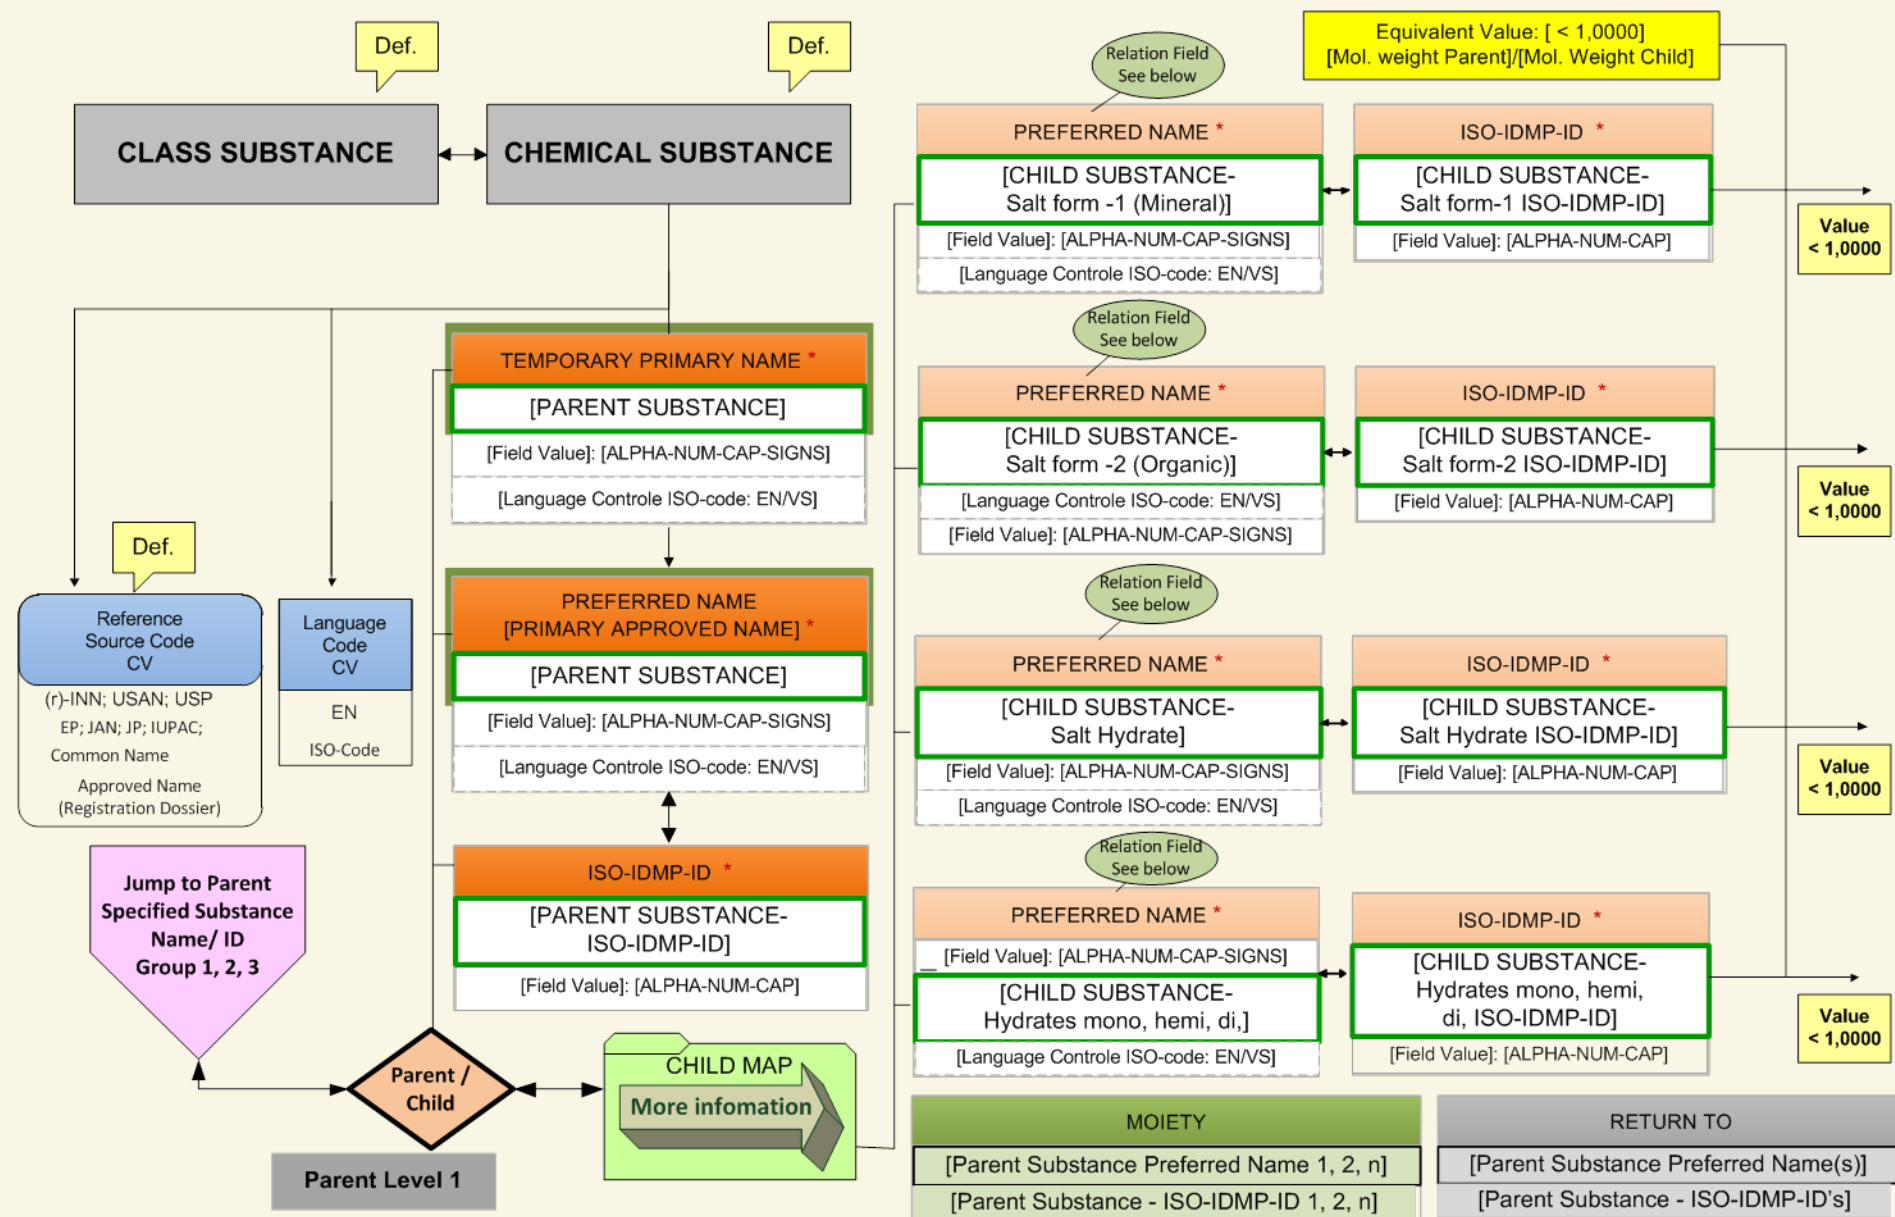 Def.
Def.
CLASS SUBSTANCE
CHEMICAL SUBSTANCE
Relation Field
See below
Equivalent Value: [ < 1,0000]
[Mol. weight Parent]/[Mol. Weight Child]
PREFERRED NAME *
[CHILD SUBSTANCE-
Salt form -1 (Mineral)]
[Field Value]: [ALPHA-NUM-CAP-SIGNS]
[Language Controle ISO-code: EN/VS]
ISO-IDMP-ID *
[CHILD SUBSTANCE-
Salt form-1 ISO-IDMP-ID]
[Field Value]: [ALPHA-NUM-CAP]
Value
< 1,0000
TEMPORARY PRIMARY NAME *
[PARENT SUBSTANCE]
[Field Value]: [ALPHA-NUM-CAP-SIGNS]
[Language Controle ISO-code: EN/VS]
Relation Field
See below
PREFERRED NAME *
[CHILD SUBSTANCE-
Salt form -2 (Organic)]
[Language Controle ISO-code: EN/VS]
[Field Value]: [ALPHA-NUM-CAP-SIGNS]
ISO-IDMP-ID *
[CHILD SUBSTANCE-
Salt form-2 ISO-IDMP-ID]
[Field Value]: [ALPHA-NUM-CAP]
Value
< 1,0000
Def.
Reference
Source Code
CV
(r)-INN; USAN; USP
EP; JAN; JP; IUPAC;
Common Name
Approved Name
(Registration Dossier)
Language
Code
CV
EN
ISO-Code
PREFERRED NAME
[PRIMARY APPROVED NAME] *
[PARENT SUBSTANCE]
[Field Value]: [ALPHA-NUM-CAP-SIGNS]
[Language Controle ISO-code: EN/VS]
Relation Field
See below
PREFERRED NAME *
[CHILD SUBSTANCE-
Salt Hydrate]
[Field Value]: [ALPHA-NUM-CAP-SIGNS]
[Language Controle ISO-code: EN/VS]
ISO-IDMP-ID *
[CHILD SUBSTANCE-
Salt Hydrate ISO-IDMP-ID]
[Field Value]: [ALPHA-NUM-CAP]
Value
< 1,0000
Jump to Parent
Specified Substance
Name/ ID
Group 1, 2, 3
ISO-IDMP-ID *
[PARENT SUBSTANCE-
ISO-IDMP-ID]
[Field Value]: [ALPHA-NUM-CAP]
Relation Field
See below
PREFERRED NAME *
_ [Field Value]: [ALPHA-NUM-CAP-SIGNS]
[CHILD SUBSTANCE-
Hydrates mono, hemi, di,]
[Language Controle ISO-code: EN/VS]
ISO-IDMP-ID *
[CHILD SUBSTANCE-
Hydrates mono, hemi,
di, ISO-IDMP-ID]
[Field Value]: [ALPHA-NUM-CAP]
Value
< 1,0000
Parent /
Child
CHILD MAP
More infomation
Parent Level 1
MOIETY
[Parent Substance Preferred Name 1, 2, n]
[Parent Substance - ISO-IDMP-ID 1, 2, n]
RETURN TO
[Parent Substance Preferred Name(s)]
[Parent Substance - ISO-IDMP-ID's]